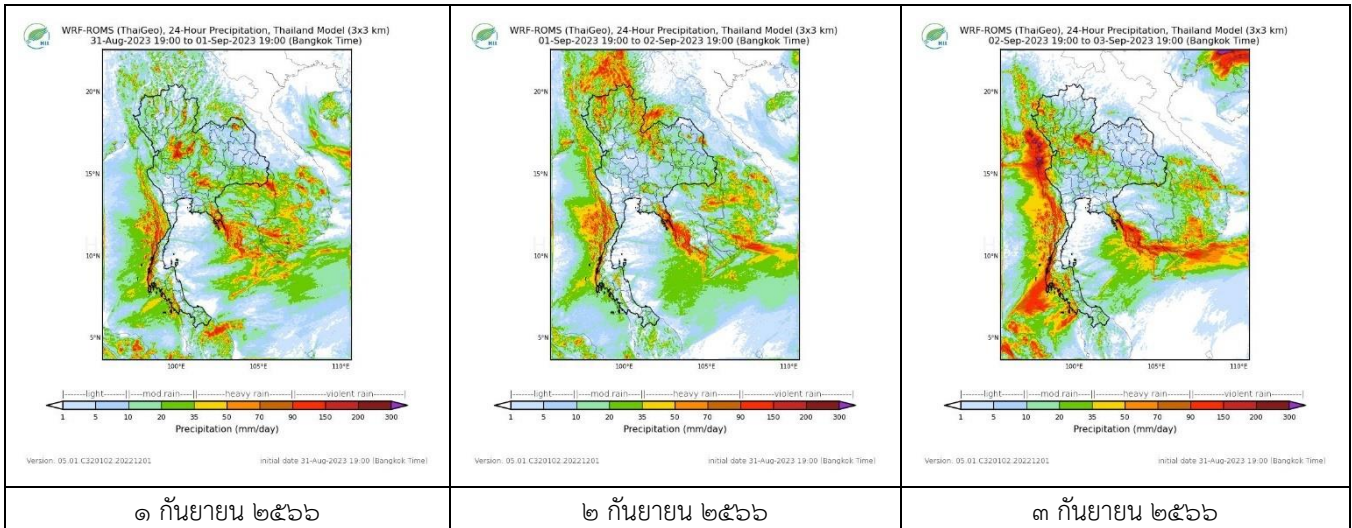 WRF-ROMS (ThaiGeo), 24-Hour Precipitation, Thailand Model (3x3 km)
31-Aug-2023 19:00 to 01-Sep-2023 19:00 (Bangkok Time)
HII
20°N
15°N
10°N
5°N
100°E 105°E 110°E
|-------light-------||---mod rain---||-------heavy rain-------||-------violent rain-------|
1 5 10 20 35 50 70 90 150 200 300
Precipitation (mm/day)
Version: 05.01.C320102.20221201 initial date 31-Aug-2023 19:00 (Bangkok Time)
๑ กันยายน ๒๕๖๖
WRF-ROMS (ThaiGeo), 24-Hour Precipitation, Thailand Model (3x3 km)
01-Sep-2023 19:00 to 02-Sep-2023 19:00 (Bangkok Time)
HII
20°N
15°N
10°N
5°N
100°E 105°E 110°E
|-------light-------||---mod rain---||-------heavy rain-------||-------violent rain-------|
1 5 10 20 35 50 70 90 150 200 300
Precipitation (mm/day)
Version: 05.01.C320102.20221201 initial date 31-Aug-2023 19:00 (Bangkok Time)
๒ กันยายน ๒๕๖๖
WRF-ROMS (ThaiGeo), 24-Hour Precipitation, Thailand Model (3x3 km)
02-Sep-2023 19:00 to 03-Sep-2023 19:00 (Bangkok Time)
HII
20°N
15°N
10°N
5°N
100°E 105°E 110°E
|-------light-------||---mod rain---||-------heavy rain-------||-------violent rain-------|
1 5 10 20 35 50 70 90 150 200 300
Precipitation (mm/day)
Version: 05.01.C320102.20221201 initial date 31-Aug-2023 19:00 (Bangkok Time)
๓ กันยายน ๒๕๖๖